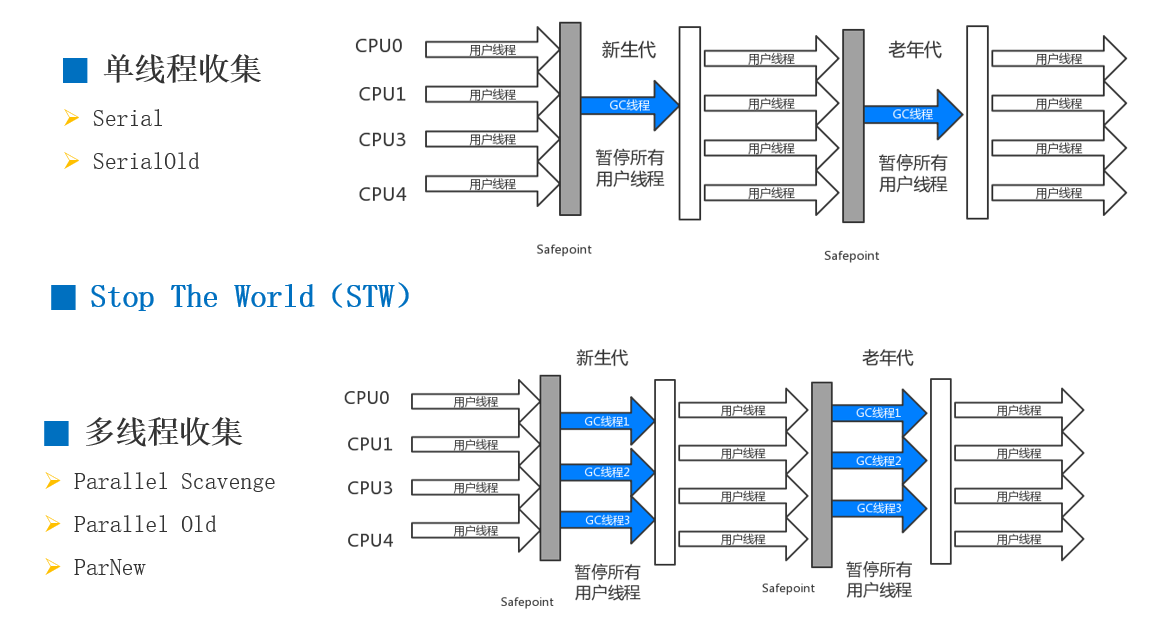 单线程收集
Serial
SerialOld
CPU0
CPU1
CPU3
CPU4
用户线程
用户线程
用户线程
用户线程
新生代
GC线程
暂停所有
用户线程
Safepoint
用户线程
用户线程
用户线程
用户线程
老年代
GC线程
暂停所有
用户线程
Safepoint
用户线程
用户线程
用户线程
用户线程
Stop The World（STW）
多线程收集
Parallel Scavenge
Parallel Old
ParNew
CPU0
CPU1
CPU3
CPU4
用户线程
用户线程
用户线程
用户线程
新生代
GC线程1
GC线程2
GC线程3
暂停所有
用户线程
Safepoint
用户线程
用户线程
用户线程
用户线程
老年代
GC线程1
GC线程2
GC线程3
暂停所有
用户线程
Safepoint
用户线程
用户线程
用户线程
用户线程